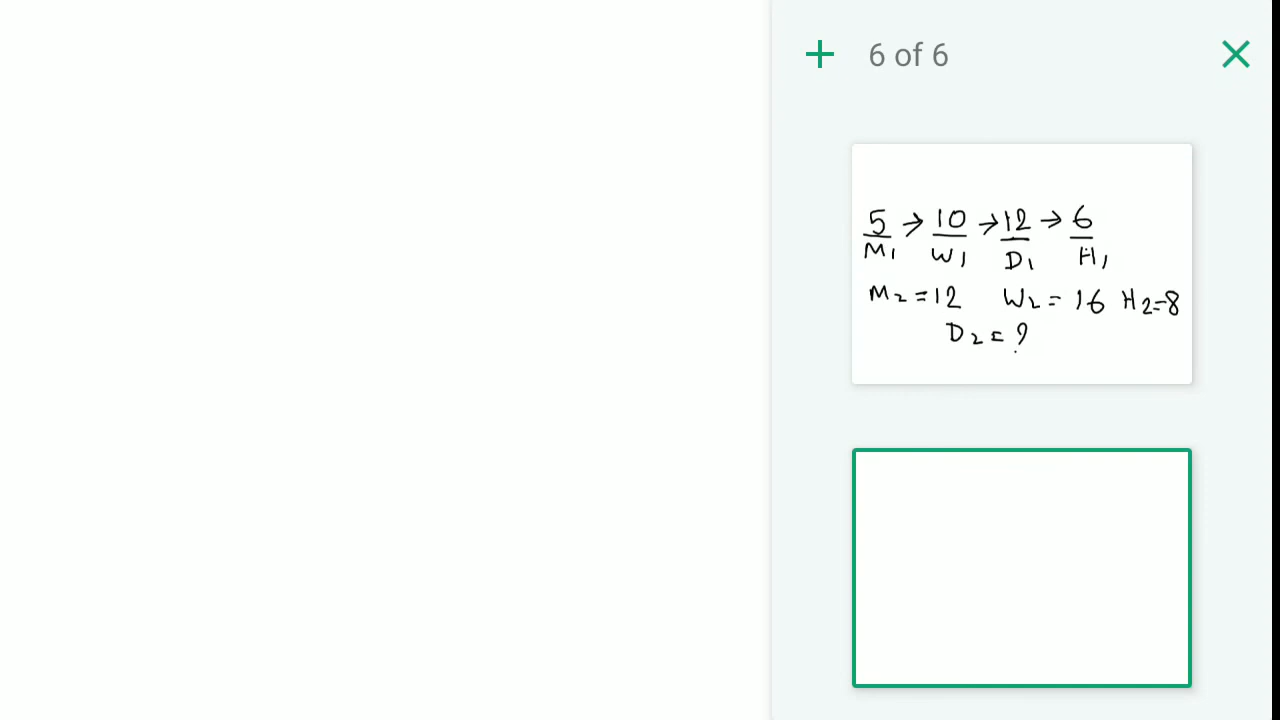 6 of 6
5 → 10 → 12 → 6
M1 W1 D1 H1
M2 = 12 W2 = 16 H2=8
D2 = ?